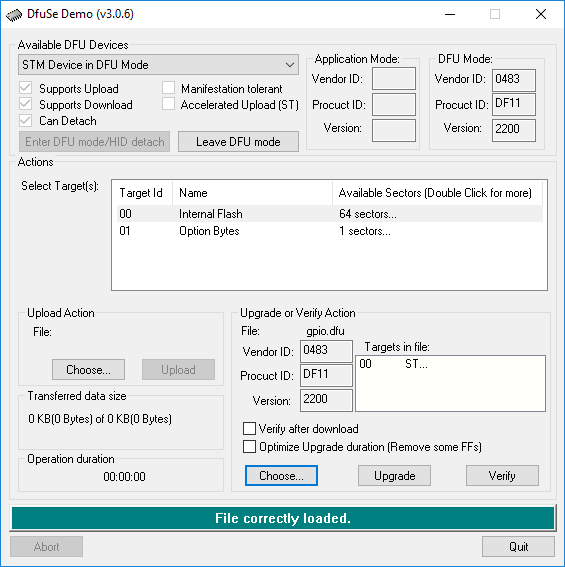 DfuSe Demo (v3.0.6)
Available DFU Devices
STM Device in DFU Mode
Supports Upload
Manifestation tolerant
Supports Download
Accelerated Upload (ST)
Can Detach
Enter DFU mode/HID detach
Leave DFU mode
Application Mode:
Vendor ID:
Procuct ID:
Version:
DFU Mode:
Vendor ID: 0483
Procuct ID: DF11
Version: 2200
Actions
Select Target(s):
Target Id Name Available Sectors (Double Click for more)
00 Internal Flash 64 sectors...
01 Option Bytes 1 sectors...
Upload Action
File:
Choose... Upload
Transferred data size
0 KB(0 Bytes) of 0 KB(0 Bytes)
Operation duration
00:00:00
Upgrade or Verify Action
File: gpio.dfu
Vendor ID: 0483
Procuct ID: DF11
Version: 2200
Targets in file:
00 ST...
Verify after download
Optimize Upgrade duration (Remove some FFs)
Choose... Upgrade Verify
File correctly loaded.
Abort Quit